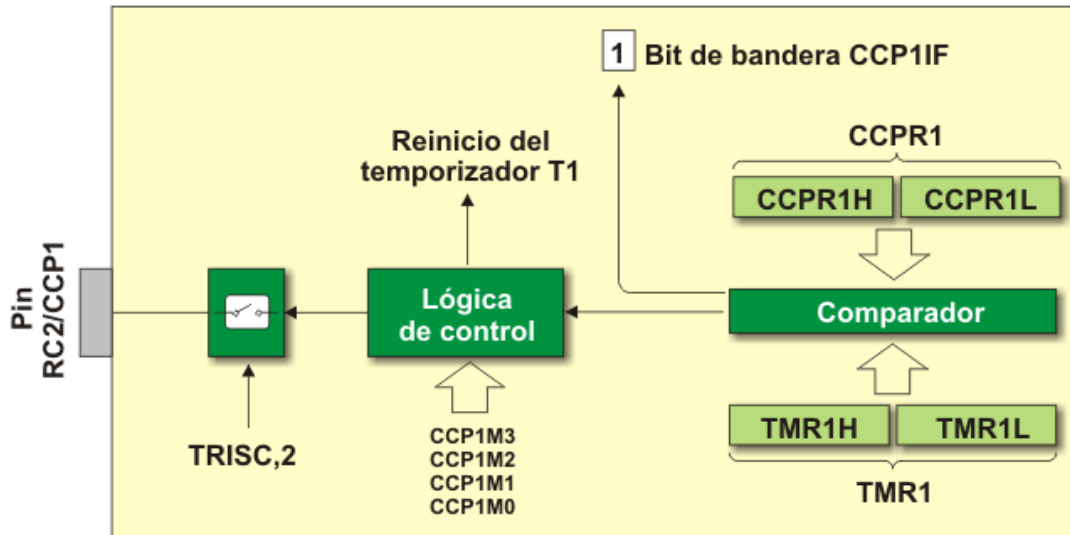 1 Bit de bandera CCP1IF
Reinicio del
temporizador T1
CCPR1
CCPR1H CCPR1L
Pin
RC2/CCP1
Lógica
de control
Comparador
TRISC,2
CCP1M3
CCP1M2
CCP1M1
CCP1M0
TMR1H TMR1L
TMR1